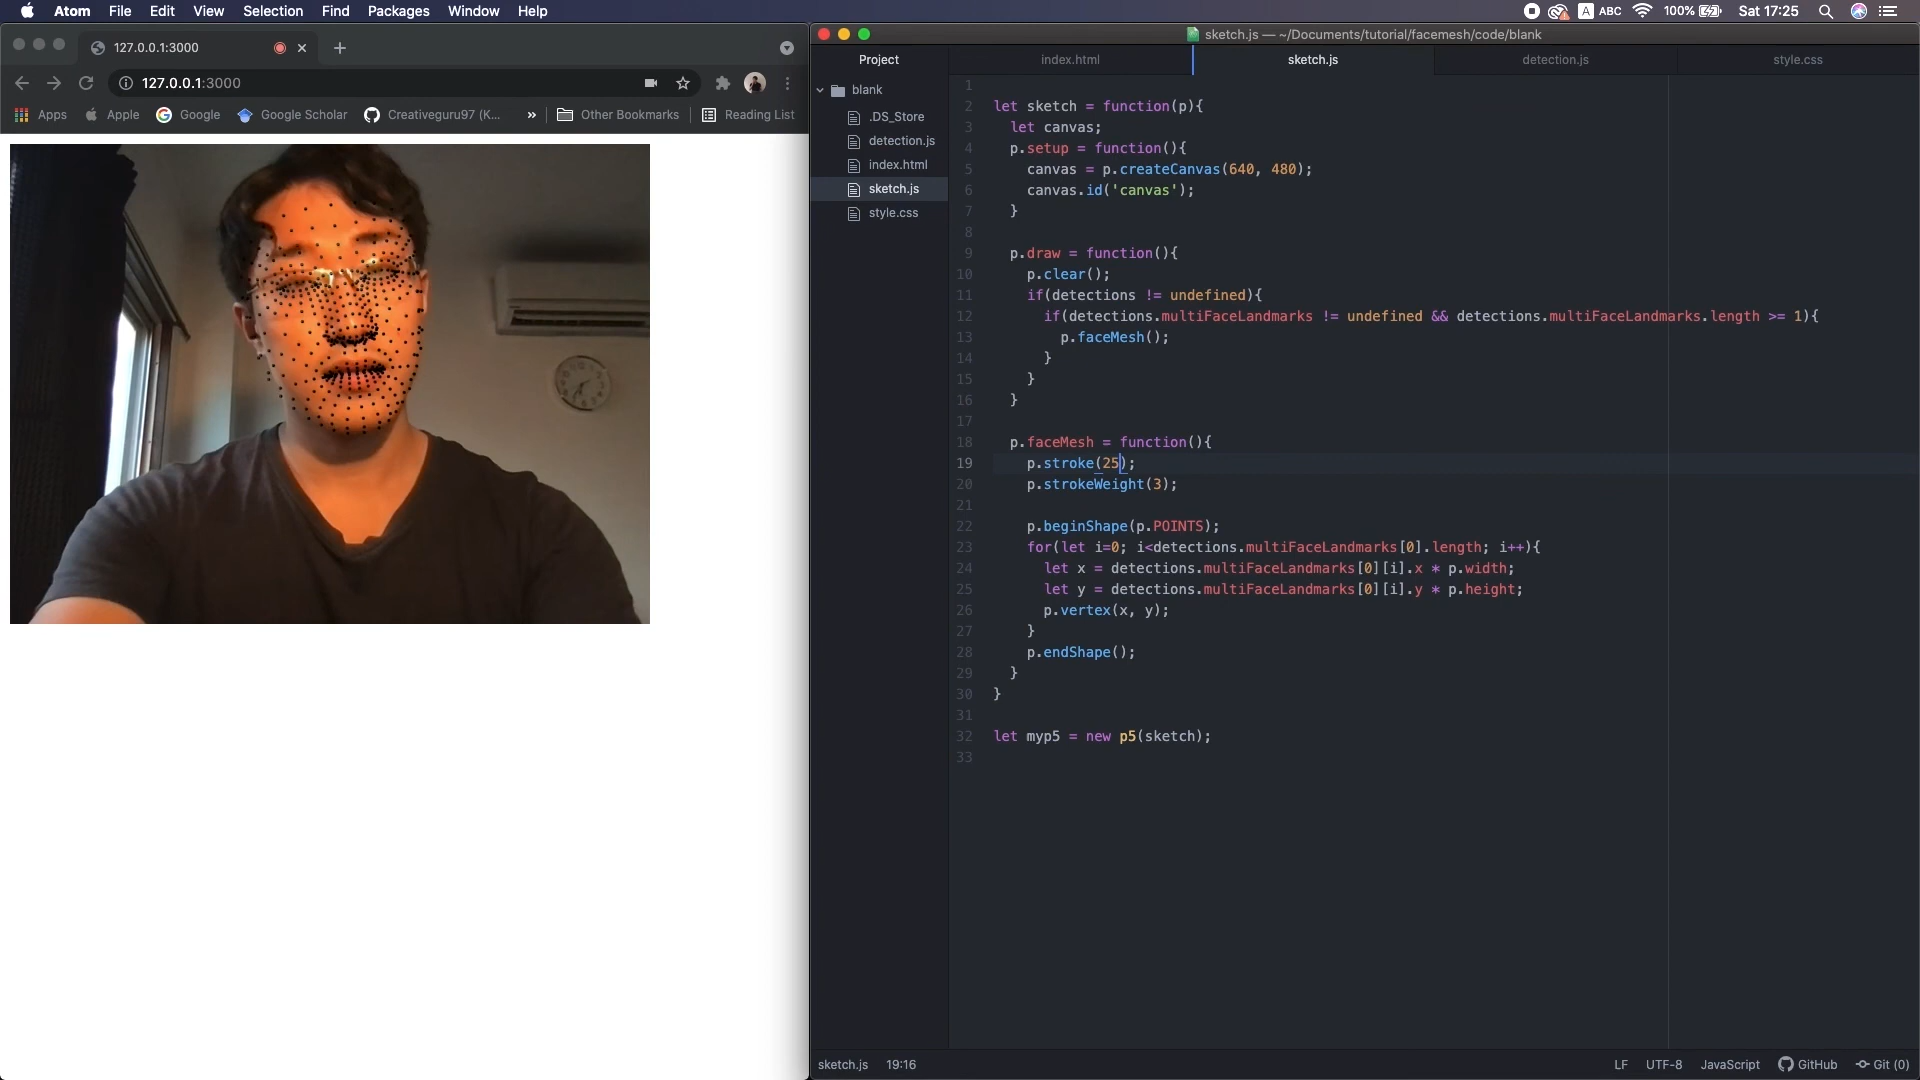 Atom File Edit View Selection Find Packages Window Help
A ABC 100% Sat 17:25
127.0.0.1:3000
127.0.0.1:3000
Apps Apple Google Google Scholar Creativeguru97 (K... » Other Bookmarks Reading List
sketch.js — ~/Documents/tutorial/facemesh/code/blank
Project
index.html sketch.js detection.js style.css
blank
.DS_Store
detection.js
index.html
sketch.js
style.css
1
2 let sketch = function(p){
3 let canvas;
4 p.setup = function(){
5 canvas = p.createCanvas(640, 480);
6 canvas.id('canvas');
7 }
8
9 p.draw = function(){
10 p.clear();
11 if(detections != undefined){
12 if(detections.multiFaceLandmarks != undefined && detections.multiFaceLandmarks.length >= 1){
13 p.faceMesh();
14 }
15 }
16 }
17
18 p.faceMesh = function(){
19 p.stroke(25);
20 p.strokeWeight(3);
21
22 p.beginShape(p.POINTS);
23 for(let i=0; i<detections.multiFaceLandmarks[0].length; i++){
24 let x = detections.multiFaceLandmarks[0][i].x * p.width;
25 let y = detections.multiFaceLandmarks[0][i].y * p.height;
26 p.vertex(x, y);
27 }
28 p.endShape();
29 }
30 }
31
32 let myp5 = new p5(sketch);
33
sketch.js 19:16 LF UTF-8 JavaScript GitHub Git (0)